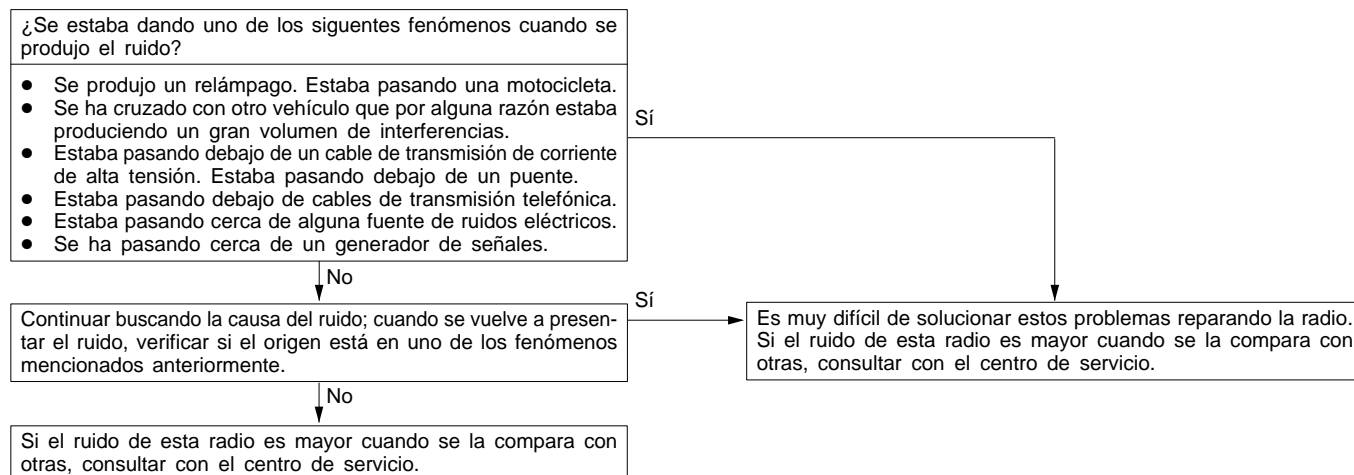 ¿Se estaba dando uno de los siguentes fenómenos cuando se
produjo el ruido?
● Se produjo un relámpago. Estaba pasando una motocicleta.
● Se ha cruzado con otro vehículo que por alguna razón estaba
produciendo un gran volumen de interferencias.
● Estaba pasando debajo de un cable de transmisión de corriente
de alta tensión. Estaba pasando debajo de un puente.
● Estaba pasando debajo de cables de transmisión telefónica.
● Estaba pasando cerca de alguna fuente de ruidos eléctricos.
● Se ha pasando cerca de un generador de señales.
Sí
No
Continuar buscando la causa del ruido; cuando se vuelve a presen-
tar el ruido, verificar si el origen está en uno de los fenómenos
mencionados anteriormente.
Sí
Es muy difícil de solucionar estos problemas reparando la radio.
Si el ruido de esta radio es mayor cuando se la compara con
otras, consultar con el centro de servicio.
No
Si el ruido de esta radio es mayor cuando se la compara con
otras, consultar con el centro de servicio.